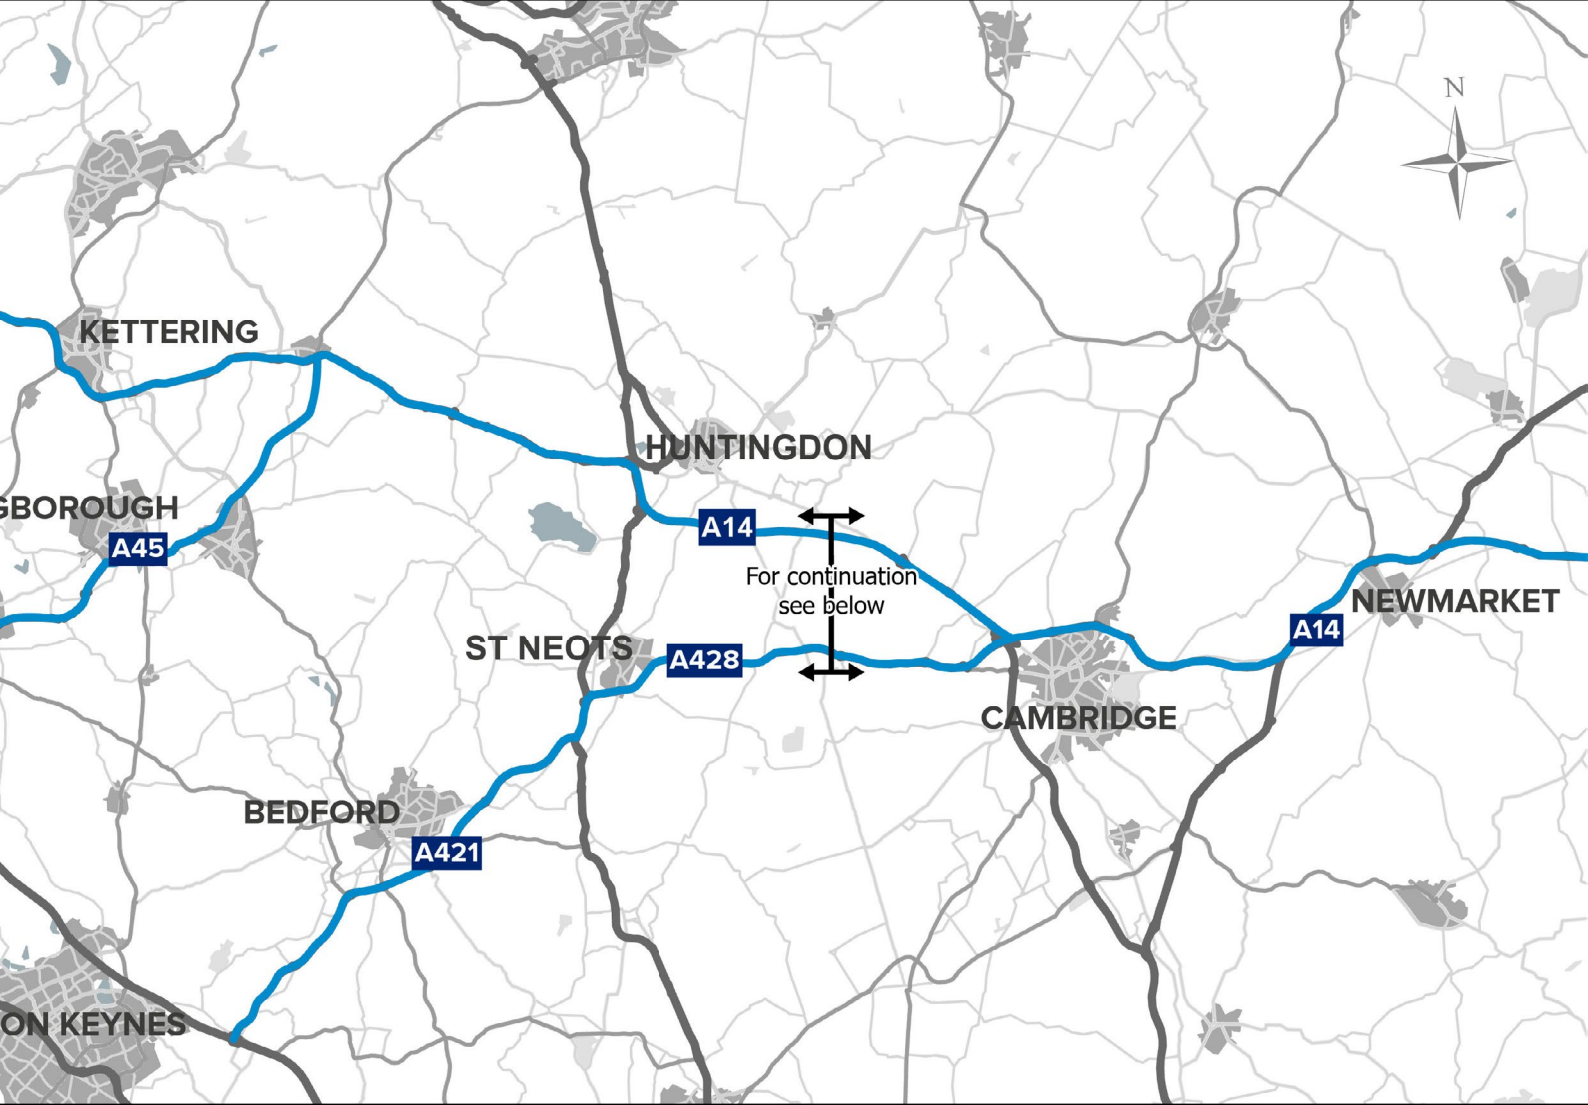 N
KETTERING
HUNTINGDON
GBOROUGH
A14
A45
For continuation
see below
NEWMARKET
A14
ST NEOTS
A428
CAMBRIDGE
BEDFORD
A421
ON KEYNES